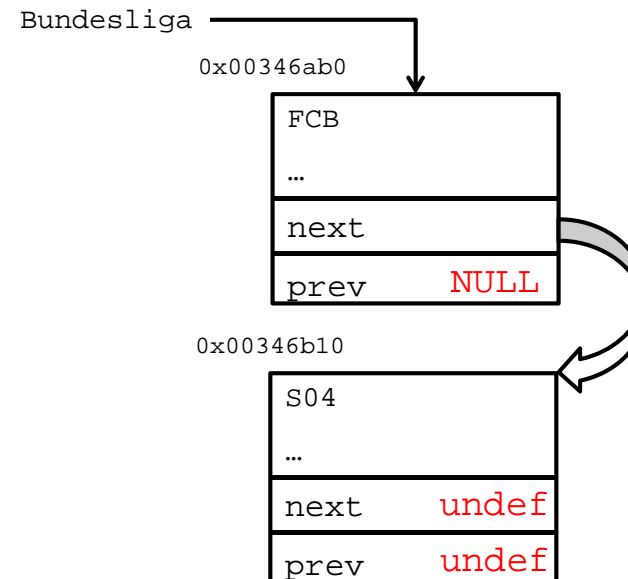 Bundesliga
0x00346ab0
FCB
…
next
prev NULL
0x00346b10
S04
…
next undef
prev undef